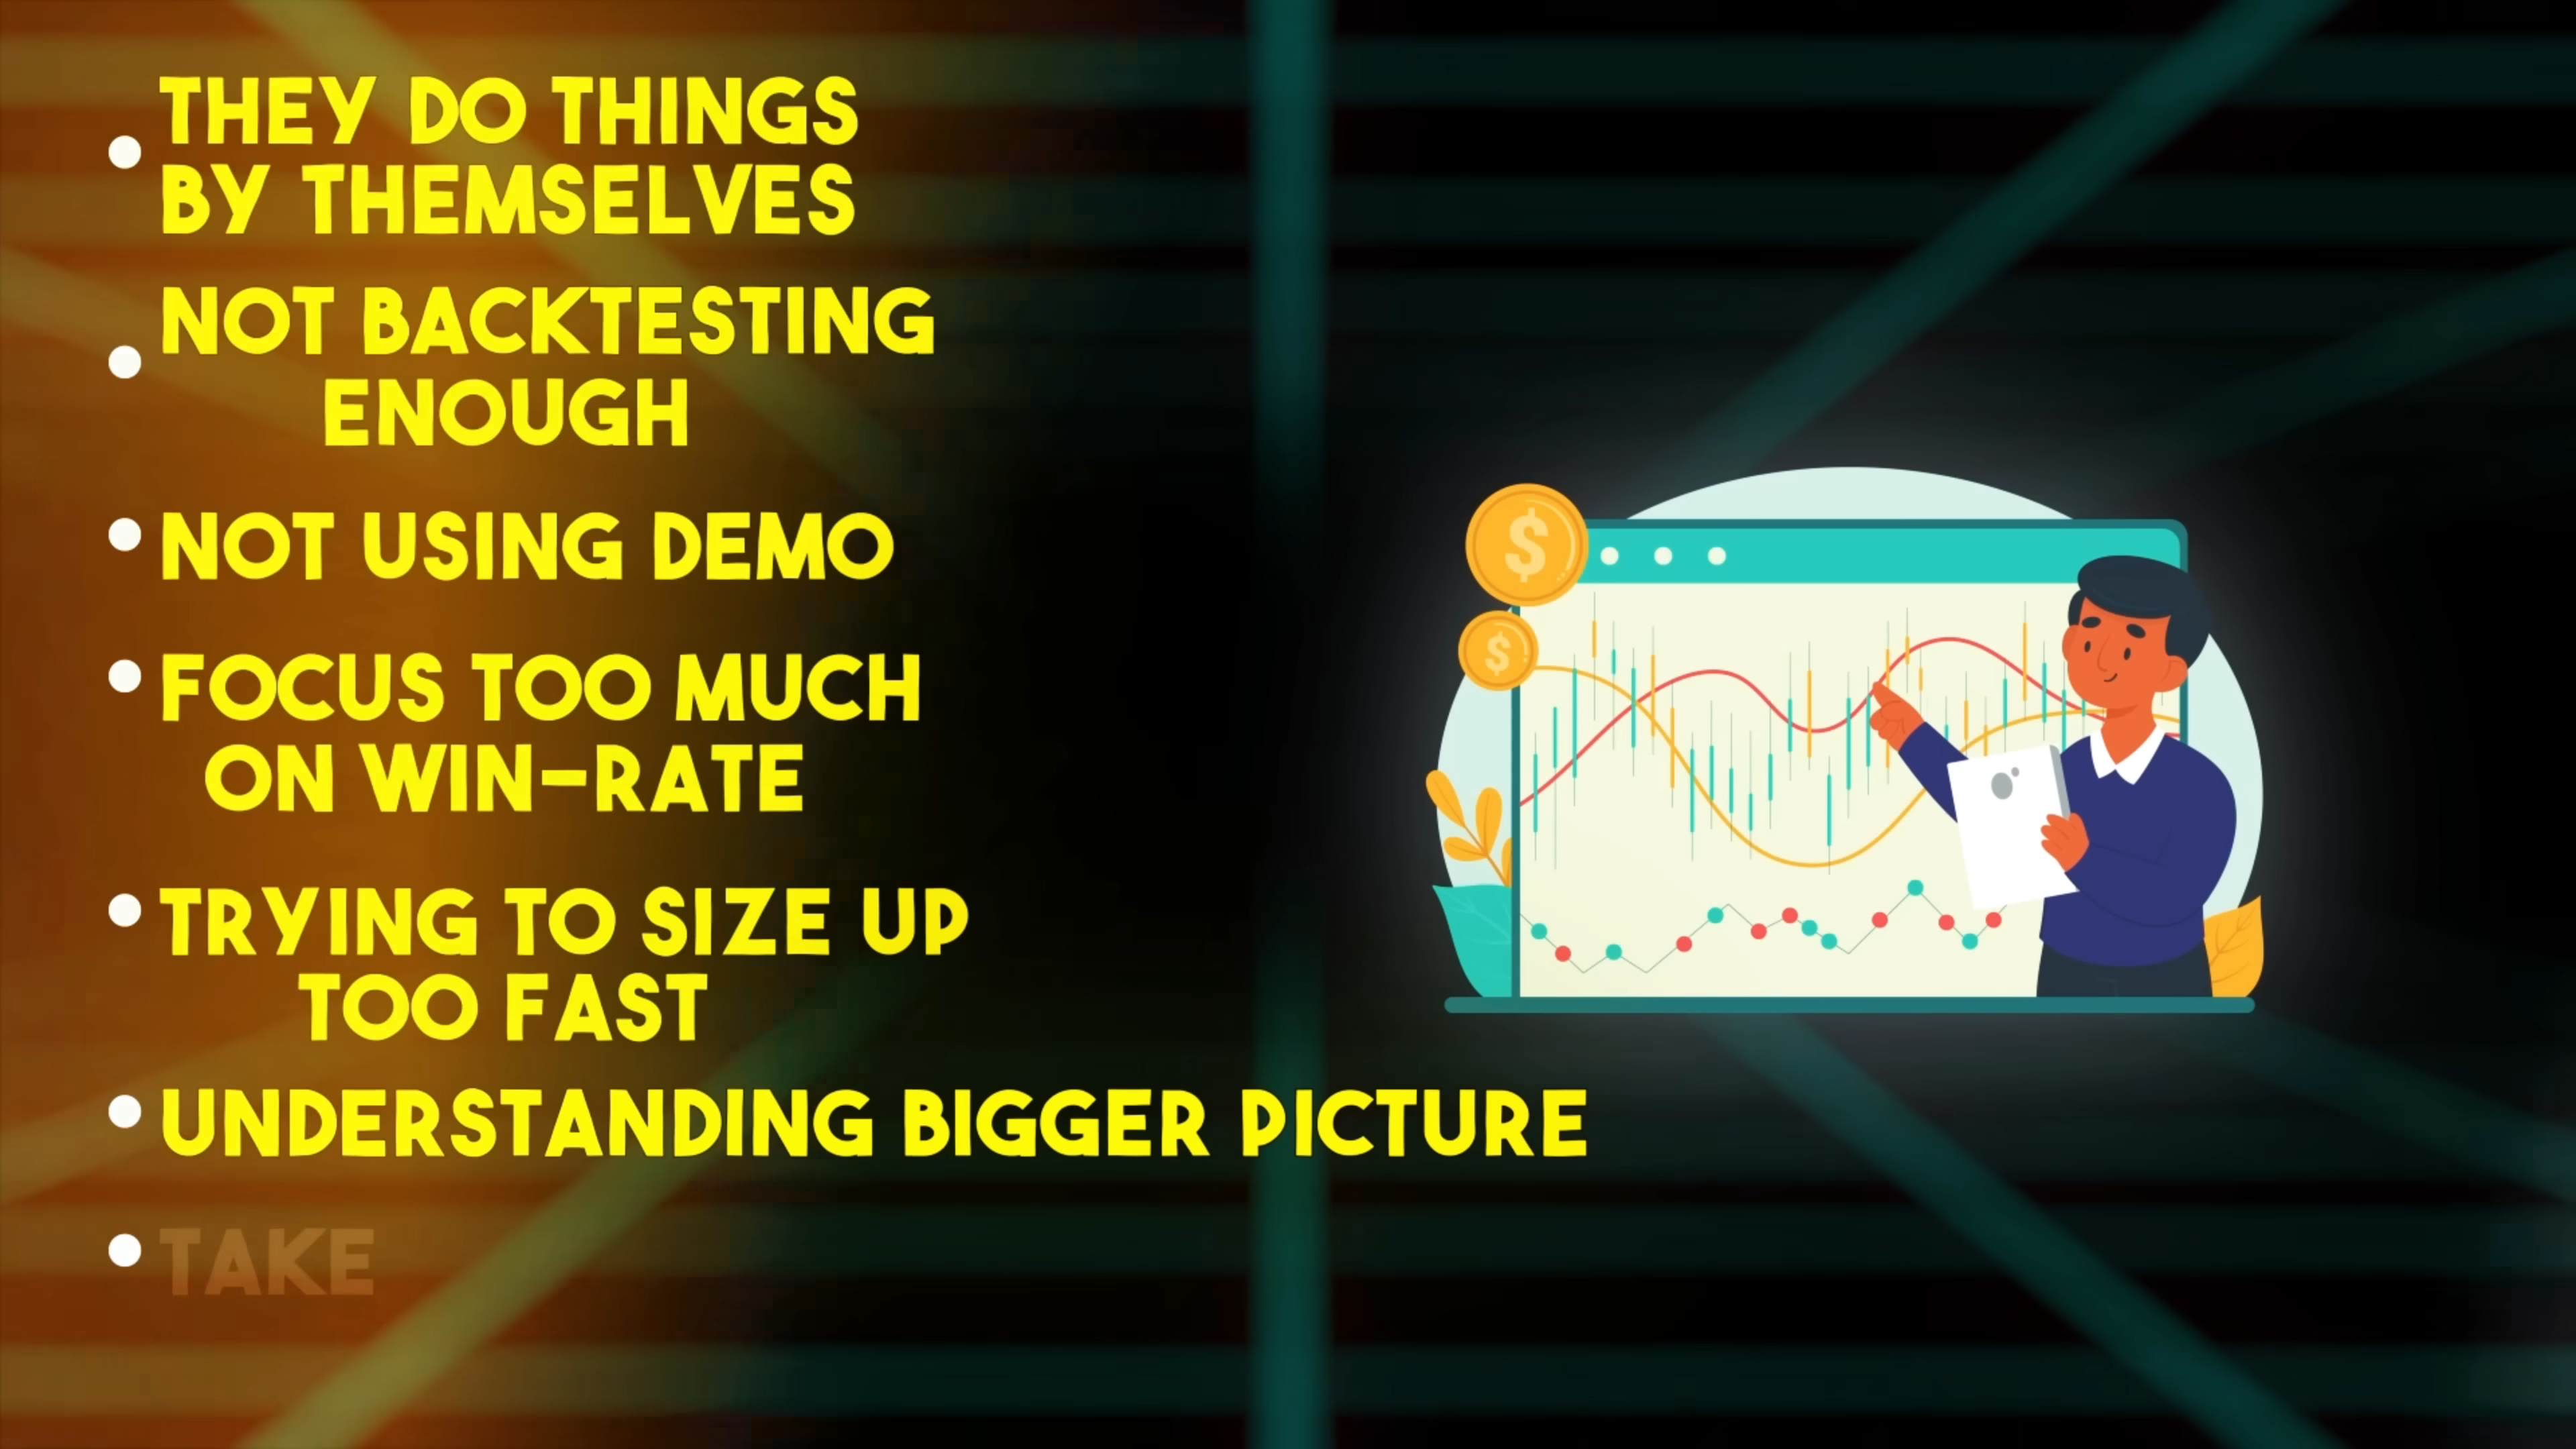 THEY DO THINGS
BY THEMSELVES
NOT BACKTESTING
ENOUGH
NOT USING DEMO
FOCUS TOO MUCH
ON WIN-RATE
TRYING TO SIZE UP
TOO FAST
UNDERSTANDING BIGGER PICTURE
TAKE
$
$